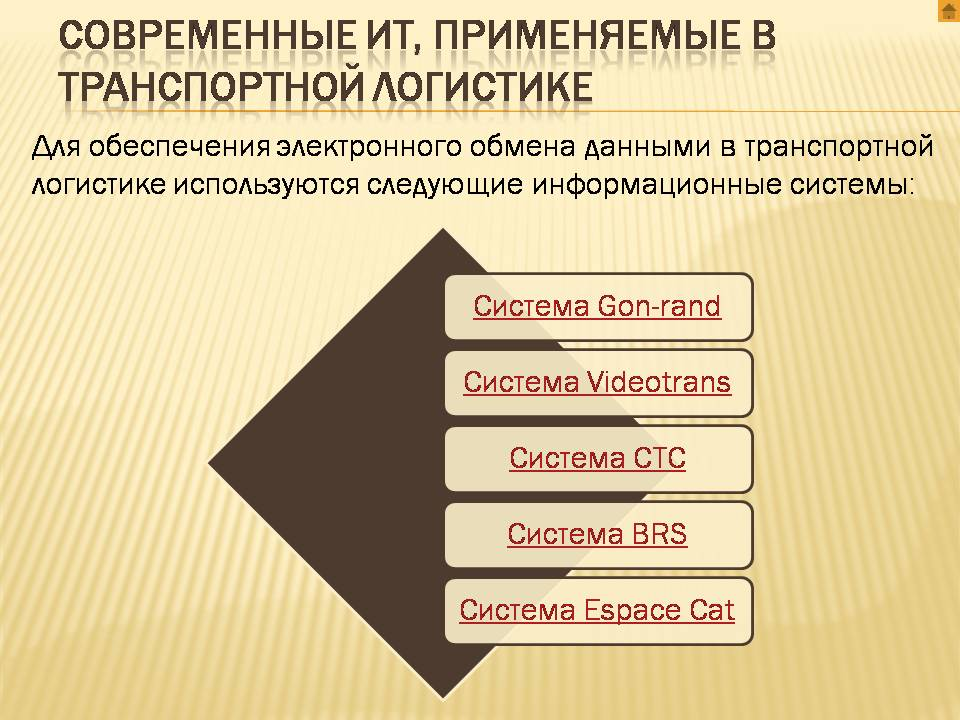 СОВРЕМЕННЫЕ ИТ, ПРИМЕНЯЕМЫЕ В
ТРАНСПОРТНОЙ ЛОГИСТИКЕ
Для обеспечения электронного обмена данными в транспортной
логистике используются следующие информационные системы:
Система Gon-rand
Система Videotrans
Система СТС
Система BRS
Система Espace Cat